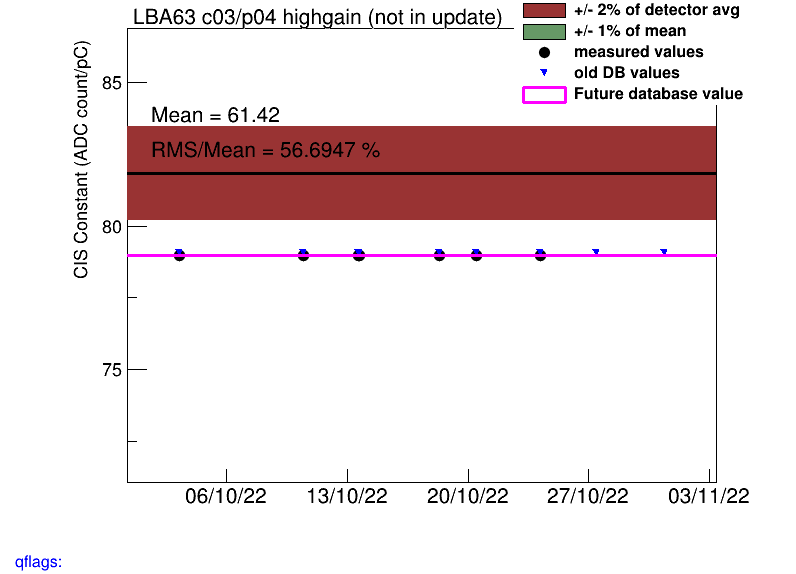 LBA63 c03/p04 highgain (not in update)
+/- 2% of detector avg
+/- 1% of mean
measured values
old DB values
Future database value
CIS Constant (ADC count/pC)
Mean = 61.42
RMS/Mean = 56.6947 %
85
80
75
06/10/22 13/10/22 20/10/22 27/10/22 03/11/22
qflags: